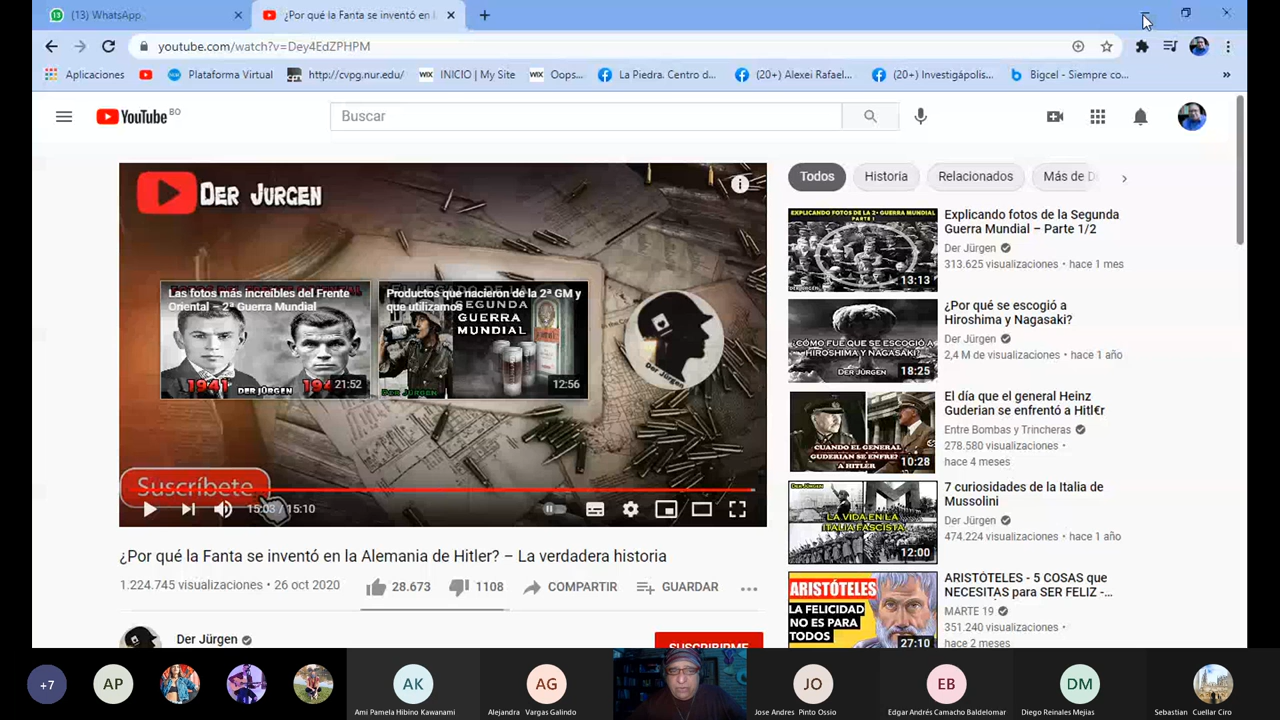 (13) WhatsApp
¿Por qué la Fanta se inventó en l
youtube.com/watch?v=Dey4EdZPHPM
Aplicaciones
Plataforma Virtual
http://cvpg.nur.edu/
WIX INICIO | My Site
WIX Oops...
La Piedra. Centro d...
(20+) Alexei Rafael...
(20+) Investigápolis...
Bigcel - Siempre co...
»
YouTube BO
Buscar
DER JURGEN
Las fotos más increíbles del Frente
Oriental – 2ª Guerra Mundial
1941
DER JÜRGEN
21:52
Productos que nacieron de la 2ª GM y
que utilizamos
SEGUNDA
GUERRA
MUNDIAL
12:56
Der Jürgen
Suscríbete
15:03 / 15:10
¿Por qué la Fanta se inventó en la Alemania de Hitler? – La verdadera historia
1.224.745 visualizaciones • 26 oct 2020
28.673
1108
COMPARTIR
GUARDAR
Der Jürgen
SUSCRIBIRME
Todos
Historia
Relacionados
Más de D
EXPLICANDO FOTOS DE LA 2ª GUERRA MUNDIAL
PARTE I
13:13
Explicando fotos de la Segunda
Guerra Mundial – Parte 1/2
Der Jürgen
313.625 visualizaciones • hace 1 mes
¿CÓMO FUE QUE SE ESCOGIÓ A
HIROSHIMA Y NAGASAKI?
DER JÜRGEN
18:25
¿Por qué se escogió a
Hiroshima y Nagasaki?
Der Jürgen
2,4 M de visualizaciones • hace 1 año
CUANDO EL GENERAL
GUDERIAN SE ENFRE
A HITLER
10:28
El día que el general Heinz
Guderian se enfrentó a Hitl€r
Entre Bombas y Trincheras
278.580 visualizaciones •
hace 4 meses
LA VIDA EN LA
ITALIA FASCISTA
12:00
7 curiosidades de la Italia de
Mussolini
Der Jürgen
474.224 visualizaciones • hace 1 año
ARISTÓTELES
LA FELICIDAD
NO ES PARA
TODOS
27:10
ARISTÓTELES - 5 COSAS que
NECESITAS para SER FELIZ -...
MARTE 19
351.240 visualizaciones •
hace 2 meses
+7
AP
AK
Ami Pamela Hibino Kawanami
AG
Alejandra Vargas Galindo
JO
Jose Andres Pinto Ossio
EB
Edgar Andrés Camacho Baldelomar
DM
Diego Reinales Mejias
Sebastian Cuellar Ciro